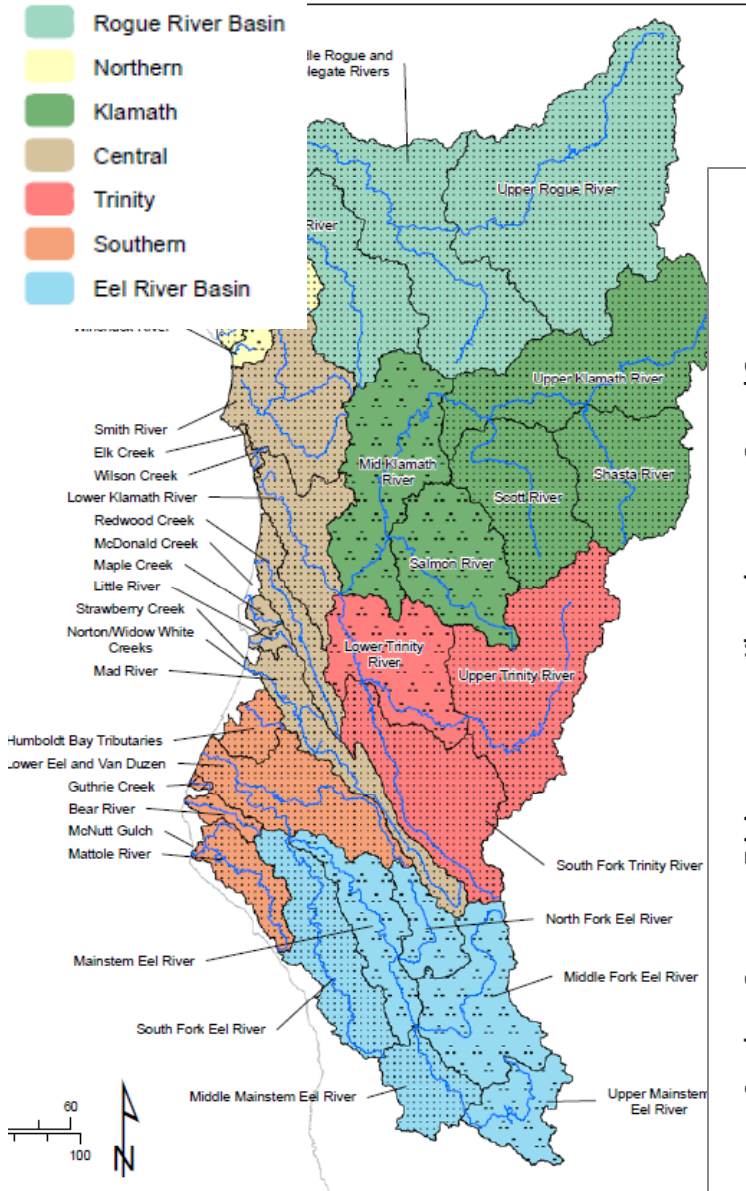 Rogue River Basin
Northern
Klamath
Central
Trinity
Southern
Eel River Basin
Rogue and
Rivers
Upper Rogue River
River
River
Upper Klamath River
Smith River
Elk Creek
Wilson Creek
Mid Klamath
River
Shasta River
Scott River
Lower Klamath River
Redwood Creek
McDonald Creek
Maple Creek
Salmon River
Little River
Strawberry Creek
Norton/Widow White
Creeks
Lower Trinity
River
Mad River
Upper Trinity River
Humboldt Bay Tributaries
Lower Eel and Van Duzen
Guthrie Creek
Bear River
McNutt Gulch
Mattole River
South Fork Trinity River
North Fork Eel River
Mainstem Eel River
Middle Fork Eel River
South Fork Eel River
Middle Mainstem Eel River
Upper Mainstem
Eel River
60
100
N